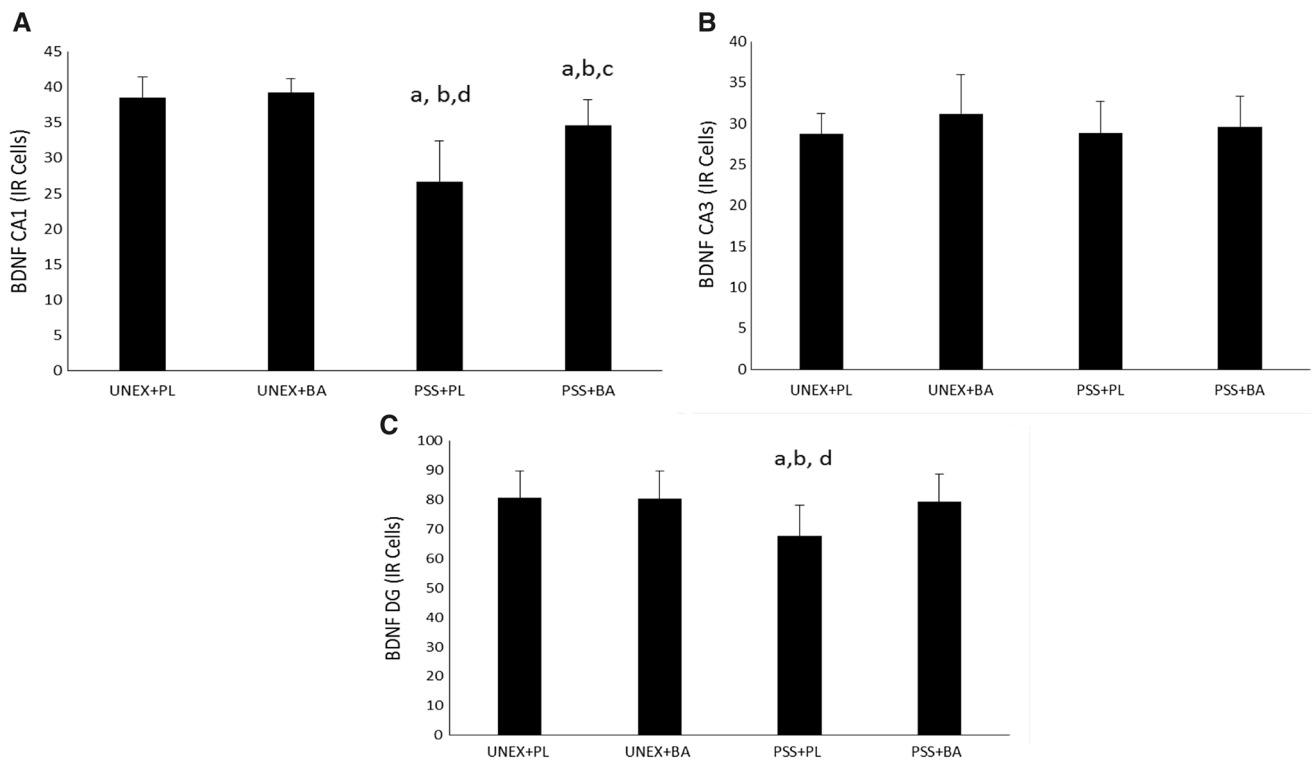 A
BDNF CA1 (IR Cells)
45
40
35
30
25
20
15
10
5
0
a, b,d
a,b,c
UNEX+PL UNEX+BA PSS+PL PSS+BA
B
BDNF CA3 (IR Cells)
40
35
30
25
20
15
10
5
0
UNEX+PL UNEX+BA PSS+PL PSS+BA
C
BDNF DG (IR Cells)
100
90
80
70
60
50
40
30
20
10
0
a,b, d
UNEX+PL UNEX+BA PSS+PL PSS+BA